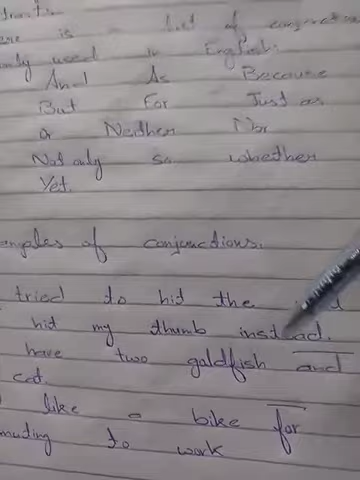 is a list of
only used in English.
And As Because
But For Just as
Neither Nor
Not only so whether
Yet.
of conjunctions.
tried to hit the
hit my thumb instead.
have two goldfish and
cat.
like a bike for
to work